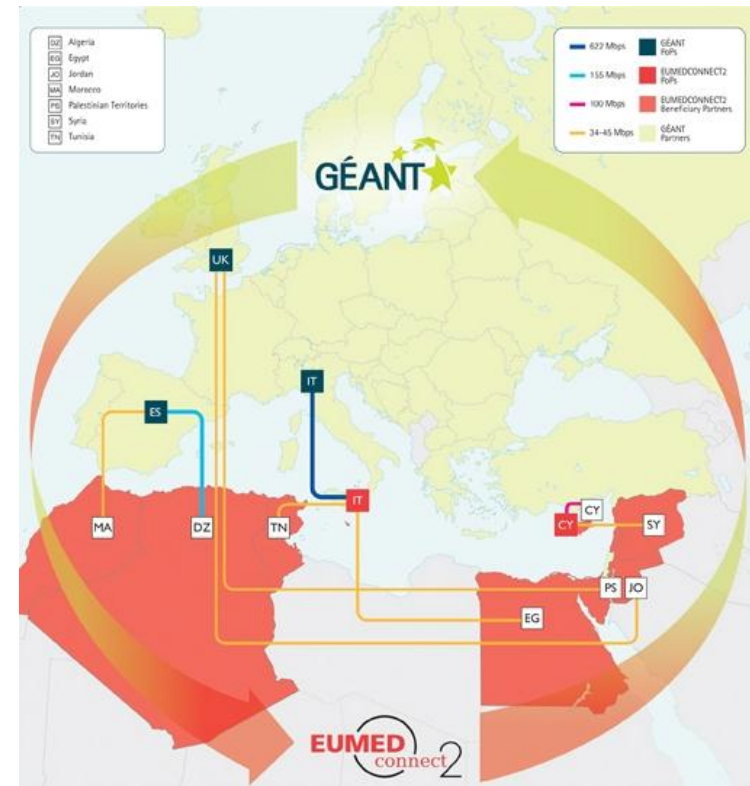 DZ Algeria
EG Egypt
JO Jordan
MA Morocco
PS Palestinian Territories
SY Syria
TN Tunisia
622 Mbps
GÉANT
PoPs
155 Mbps
EUMEDCONNECT2
PoPs
100 Mbps
EUMEDCONNECT2
Beneficiary Partners
34-45 Mbps
GÉANT
Partners
GÉANT
UK
IT
ES
MA
DZ
TN
IT
CY
CY
SY
PS
JO
EG
EUMED
connect2